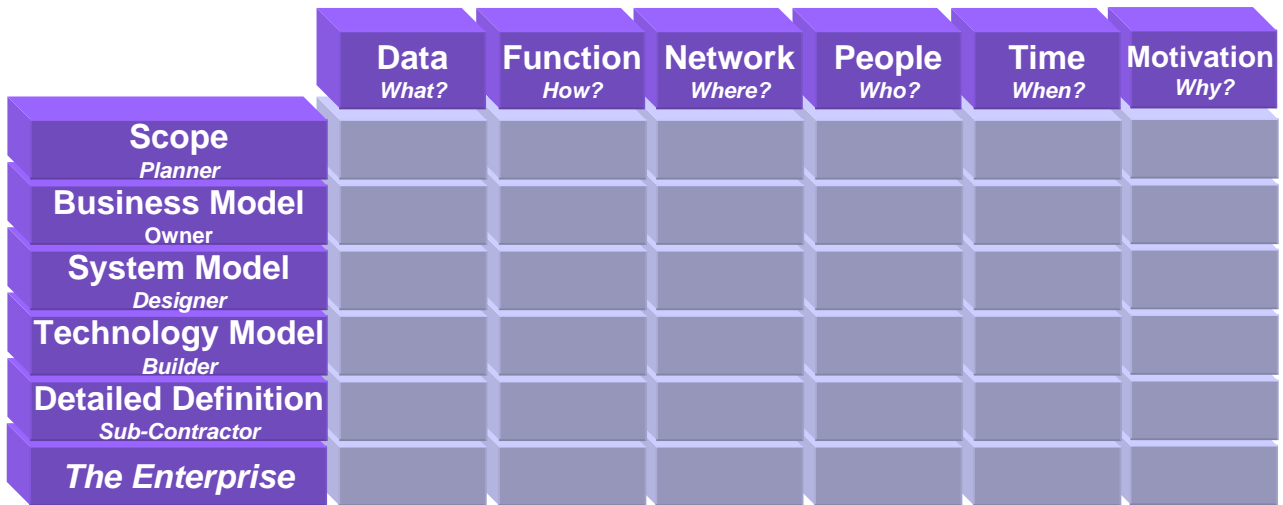 Data Function Network People Time Motivation
What? How? Where? Who? When? Why?
Scope
Planner
Business Model
Owner
System Model
Designer
Technology Model
Builder
Detailed Definition
Sub-Contractor
The Enterprise